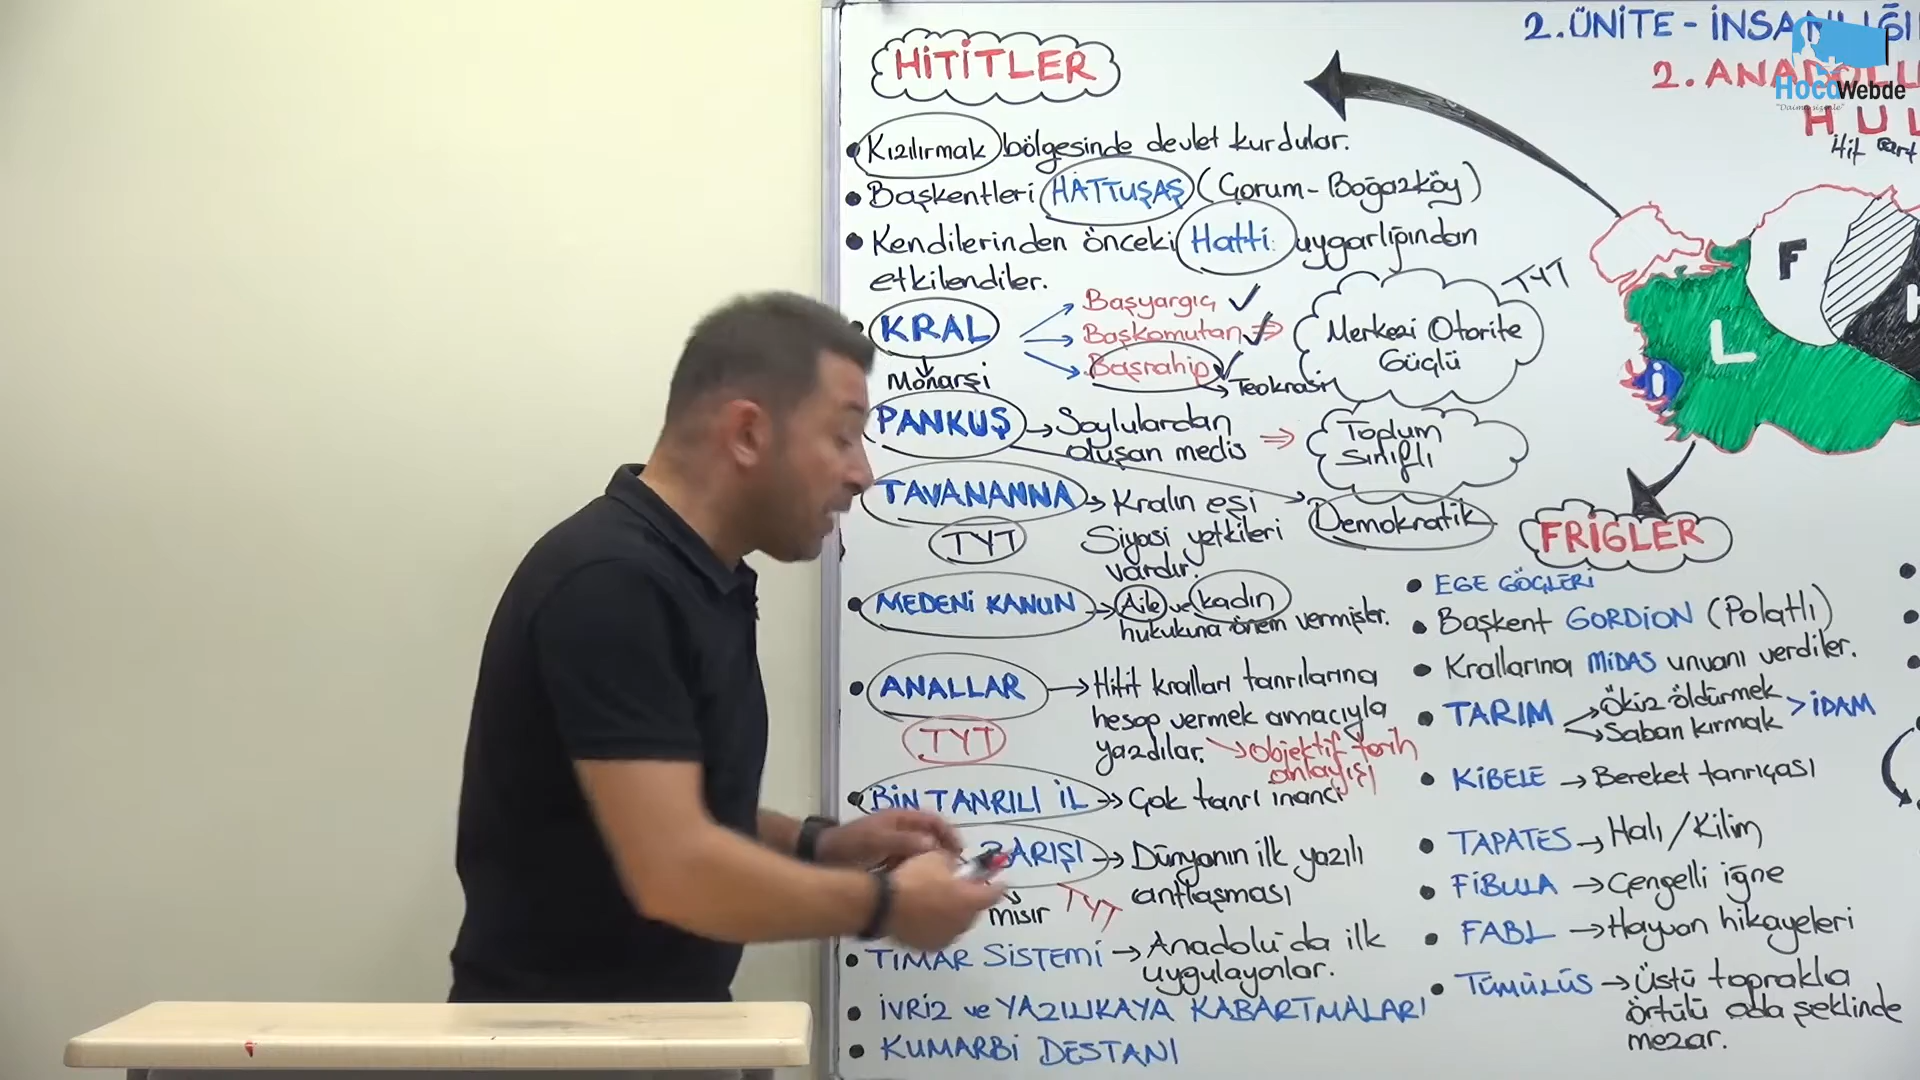 2.ÜNİTE - İNSANLIĞI
2. ANADOLU
HocaWebde
"Daima sizinle"
HUL
HİTİTLER
• Kızılırmak bölgesinde devlet kurdular.
• Başkentleri HATTUŞAŞ (Çorum-Boğazköy)
• Kendilerinden önceki Hatti uygarlığından
etkilendiler.
KRAL
Monarşi
Başyargıç
Başkomutan
Başrahip → Teokrasi
Merkezi Otorite
Güçlü
TYT
PANKUŞ → Soylulardan
oluşan meclis
Toplum
Sınıflı
Demokratik
TAVANANNA → Kralın eşi
Siyasi yetkileri
vardır.
TYT
• MEDENİ KANUN → Aile ve kadın
hukukuna önem vermişler.
• ANALLAR → Hitit kralları tanrılarına
hesap vermek amacıyla
yazdılar. → Objektif tarih
anlayışı
TYT
• BİN TANRILI İL → Çok tanrı inancı
BARIŞI → Dünyanın ilk yazılı
antlaşması
Mısır TYT
• TIMAR SİSTEMİ → Anadolu'da ilk
uygulayanlar.
• İVRİZ ve YAZILIKAYA KABARTMALARI
• KUMARBİ DESTANI
F
H
L
İ
FRİGLER
• EGE GÖÇLERİ
• Başkent GORDİON (Polatlı)
• Krallarına MİDAS unvanı verdiler.
• TARIM → Öküz öldürmek
→ Saban kırmak > İDAM
• KİBELE → Bereket tanrıçası
• TAPATES → Halı/Kilim
• FİBULA → Çengelli iğne
• FABL → Hayvan hikayeleri
• TÜMÜLÜS → Üstü toprakla
örtülü oda şeklinde
mezar.